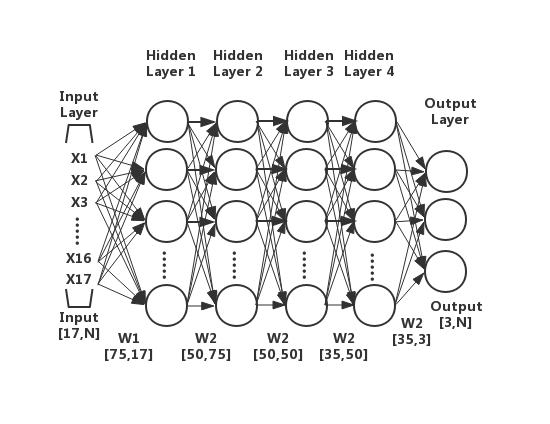 Hidden Layer 1
Hidden Layer 2
Hidden Layer 3
Hidden Layer 4
Input
Layer
Output
Layer
X1
X2
X3
X16
X17
Input
[17,N]
Output
[3,N]
W1
[75,17]
W2
[50,75]
W2
[50,50]
W2
[35,50]
W2
[35,3]